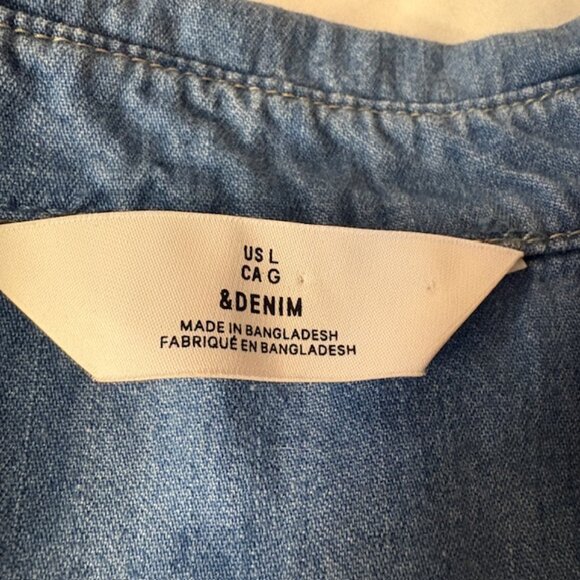 US L
CA G
&DENIM
MADE IN BANGLADESH
FABRIQUÉ EN BANGLADESH